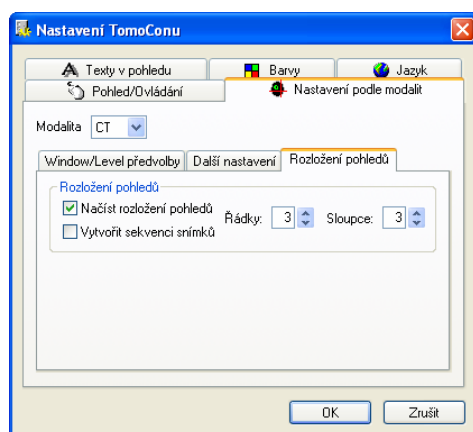 Nastavení TomoConu
Texty v pohledu Barvy Jazyk
Pohled/Ovládání Nastavení podle modalit
Modalita CT
Window/Level předvolby Další nastavení Rozložení pohledů
Rozložení pohledů
Načíst rozložení pohledů Řádky: 3 Sloupce: 3
Vytvořit sekvenci snímků
OK Zrušit